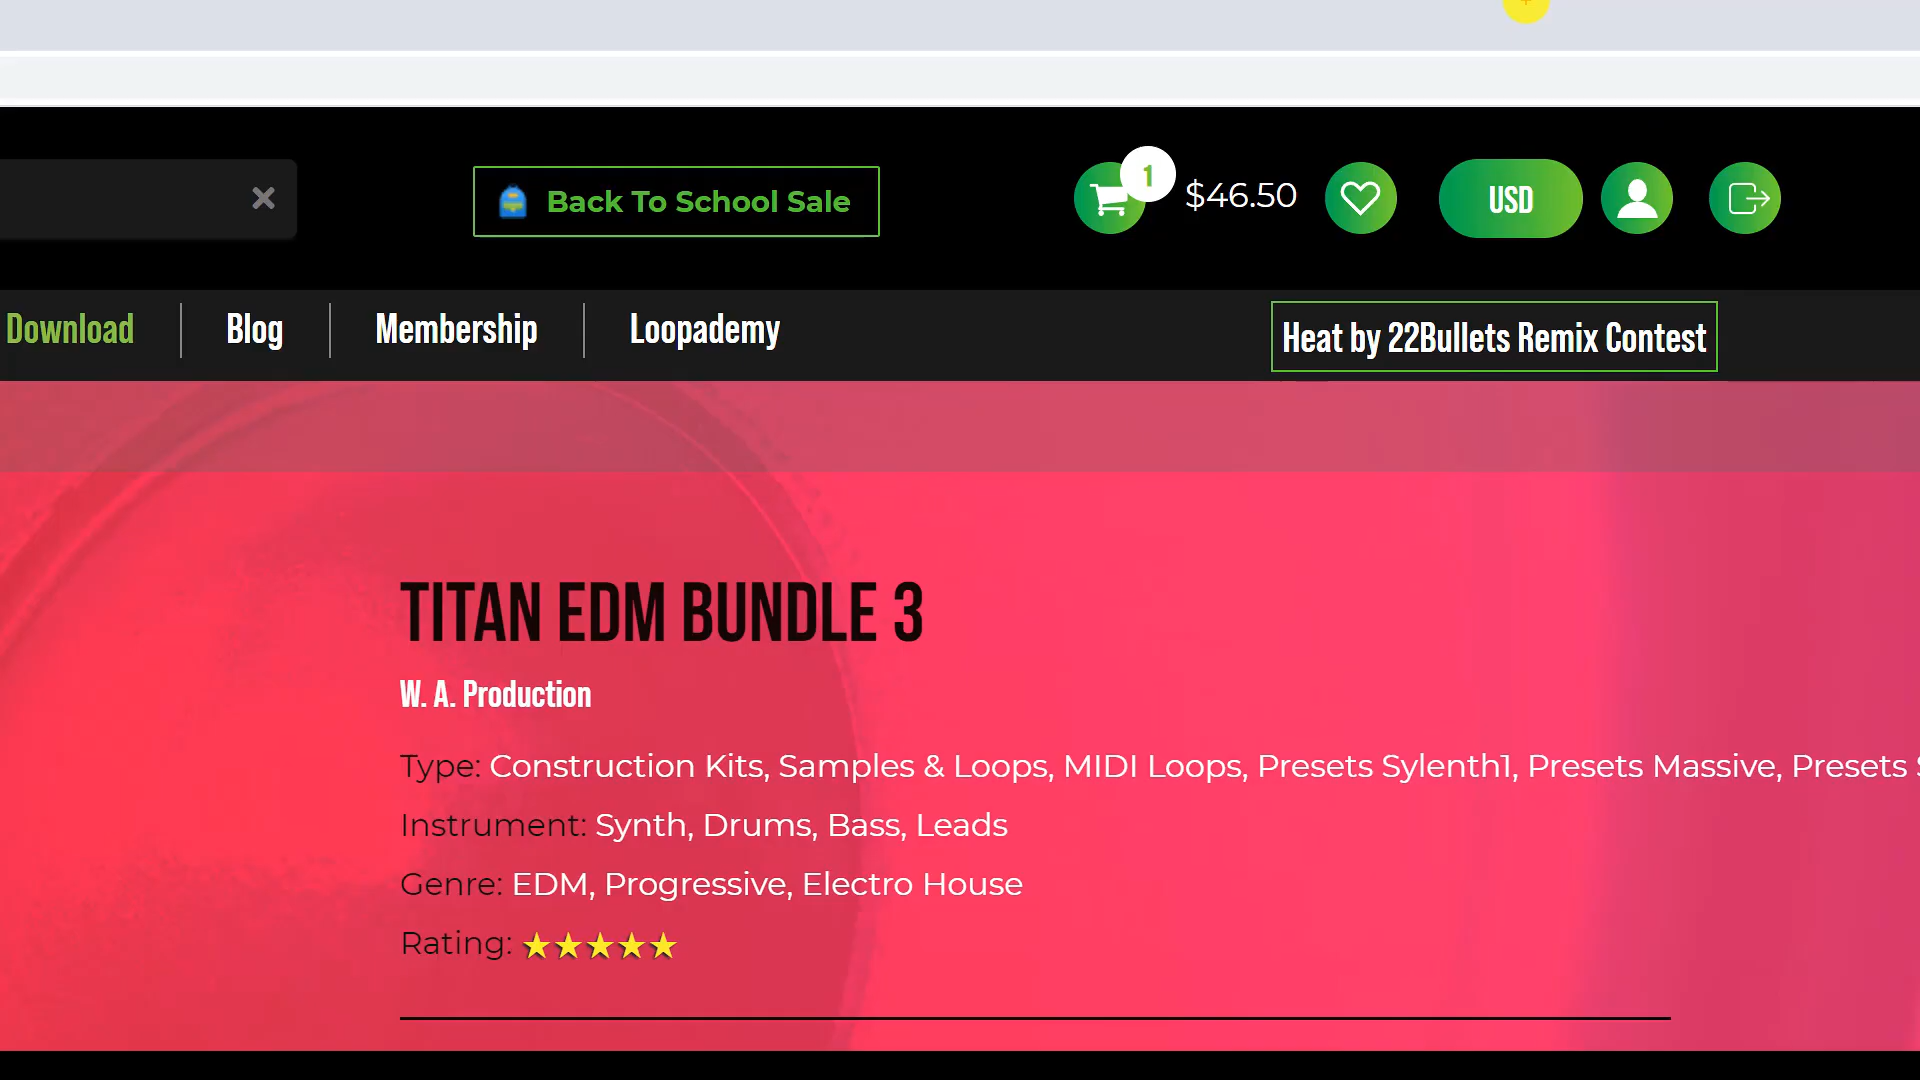 Back To School Sale
1
$46.50
USD
Download
Blog
Membership
Loopademy
Heat by 22Bullets Remix Contest
TITAN EDM BUNDLE 3
W. A. Production
Type: Construction Kits, Samples & Loops, MIDI Loops, Presets Sylenth1, Presets Massive, Presets
Instrument: Synth, Drums, Bass, Leads
Genre: EDM, Progressive, Electro House
Rating: